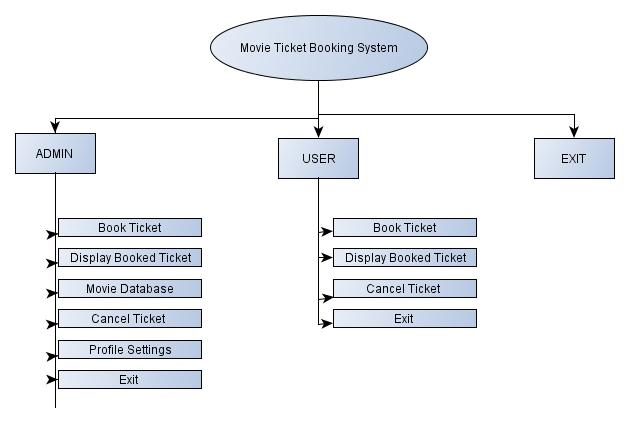 Movie Ticket Booking System
ADMIN
USER
EXIT
Book Ticket
Display Booked Ticket
Movie Database
Cancel Ticket
Profile Settings
Exit
Book Ticket
Display Booked Ticket
Cancel Ticket
Exit